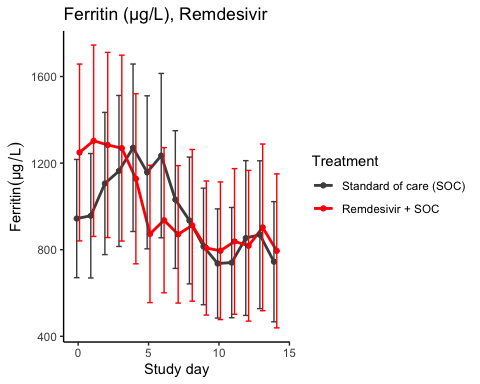 Ferritin (µg/L), Remdesivir
1600
1200
800
400
Ferritin(µg/L)
0 5 10 15
Study day
Treatment
Standard of care (SOC)
Remdesivir + SOC